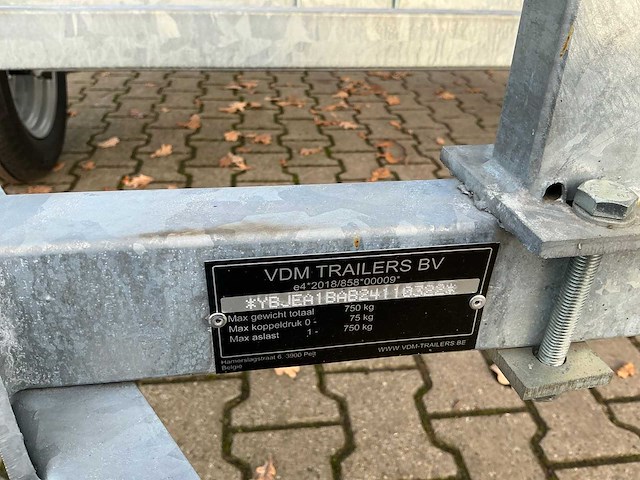 VDM TRAILERS BV
e4*2018/858*00009*
*YBJEA1BAB24110322*
Max gewicht totaal 750 kg
Max koppeldruk 0 - 75 kg
Max aslast 1 - 750 kg
Hamerslagstraat 6, 3900 Pelt
België WWW.VDM-TRAILERS.BE